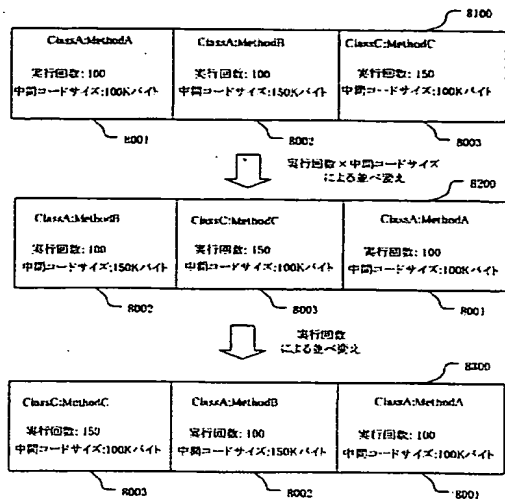 8100
ClassA:MethodA
実行回数: 100
中間コードサイズ:100Kバイト
ClassA:MethodB
実行回数: 100
中間コードサイズ:150Kバイト
ClassC:MethodC
実行回数: 150
中間コードサイズ:100Kバイト
8001
8002
8003
実行回数×中間コードサイズ
による並べ変え
8200
ClassA:MethodB
実行回数: 100
中間コードサイズ:150Kバイト
ClassC:MethodC
実行回数: 150
中間コードサイズ:100Kバイト
ClassA:MethodA
実行回数: 100
中間コードサイズ:100Kバイト
8002
8003
8001
実行回数
による並べ変え
8300
ClassC:MethodC
実行回数: 150
中間コードサイズ:100Kバイト
ClassA:MethodB
実行回数: 100
中間コードサイズ:150Kバイト
ClassA:MethodA
実行回数: 100
中間コードサイズ:100Kバイト
8003
8002
8001